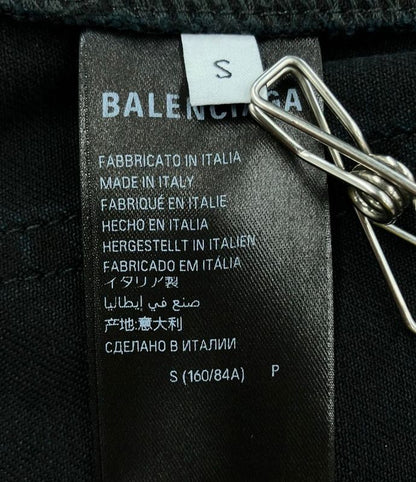 S
BALENCIAGA
FABBRICATO IN ITALIA
MADE IN ITALY
FABRIQUÉ EN ITALIE
HECHO EN ITALIA
HERGESTELLT IN ITALIEN
FABRICADO EM ITÁLIA
イタリア製
صنع في إيطاليا
产地:意大利
СДЕЛАНО В ИТАЛИИ
S (160/84A) P